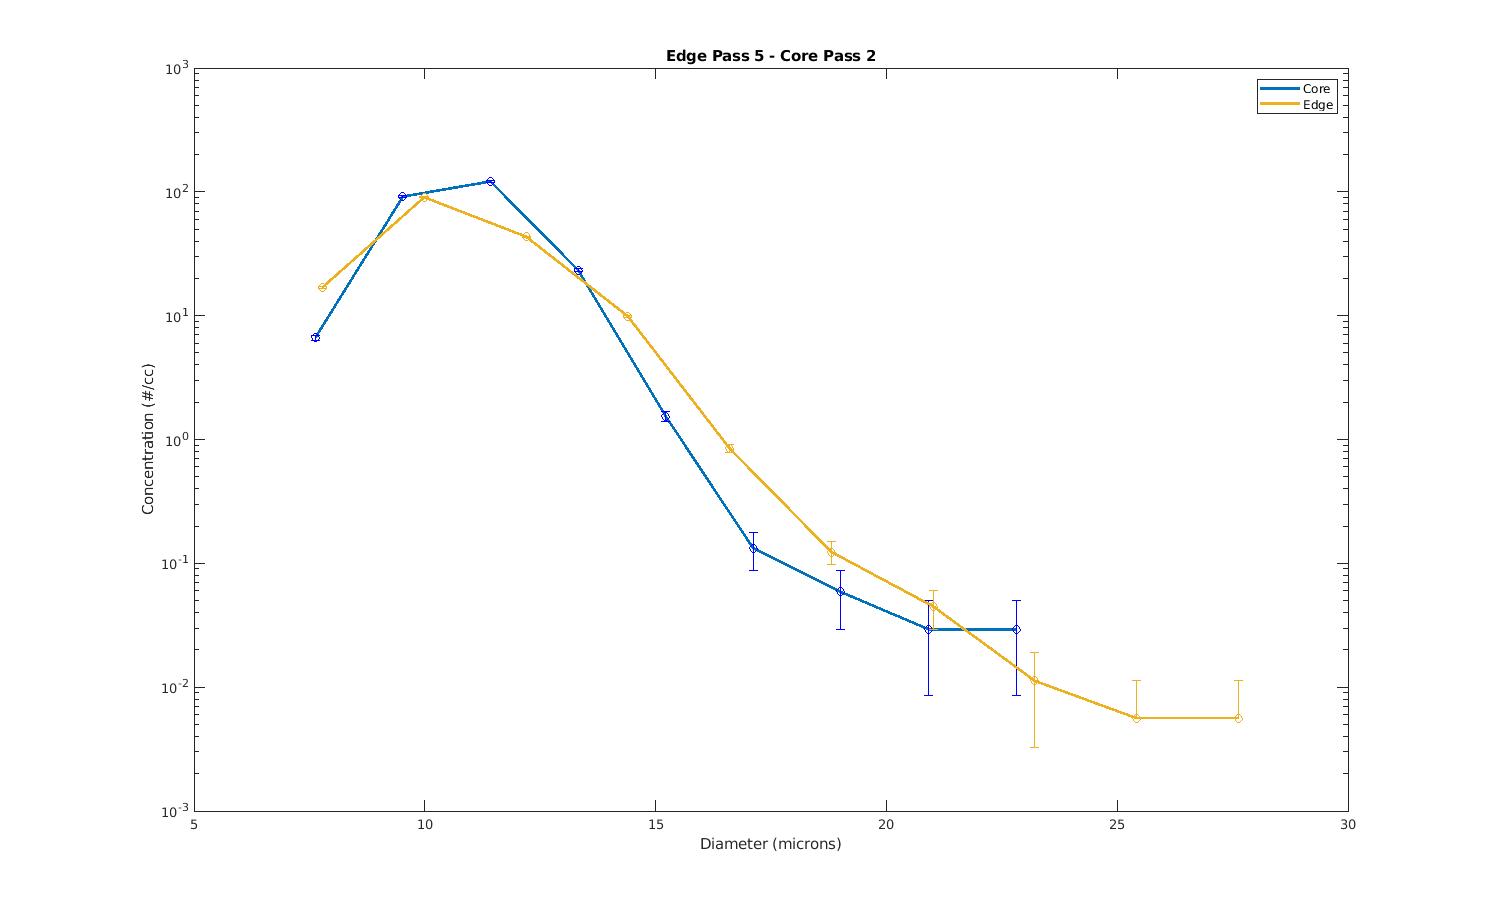 Edge Pass 5 - Core Pass 2
Core
Edge
Concentration (#/cc)
10^3
10^2
10^1
10^0
10^-1
10^-2
10^-3
5 10 15 20 25 30
Diameter (microns)